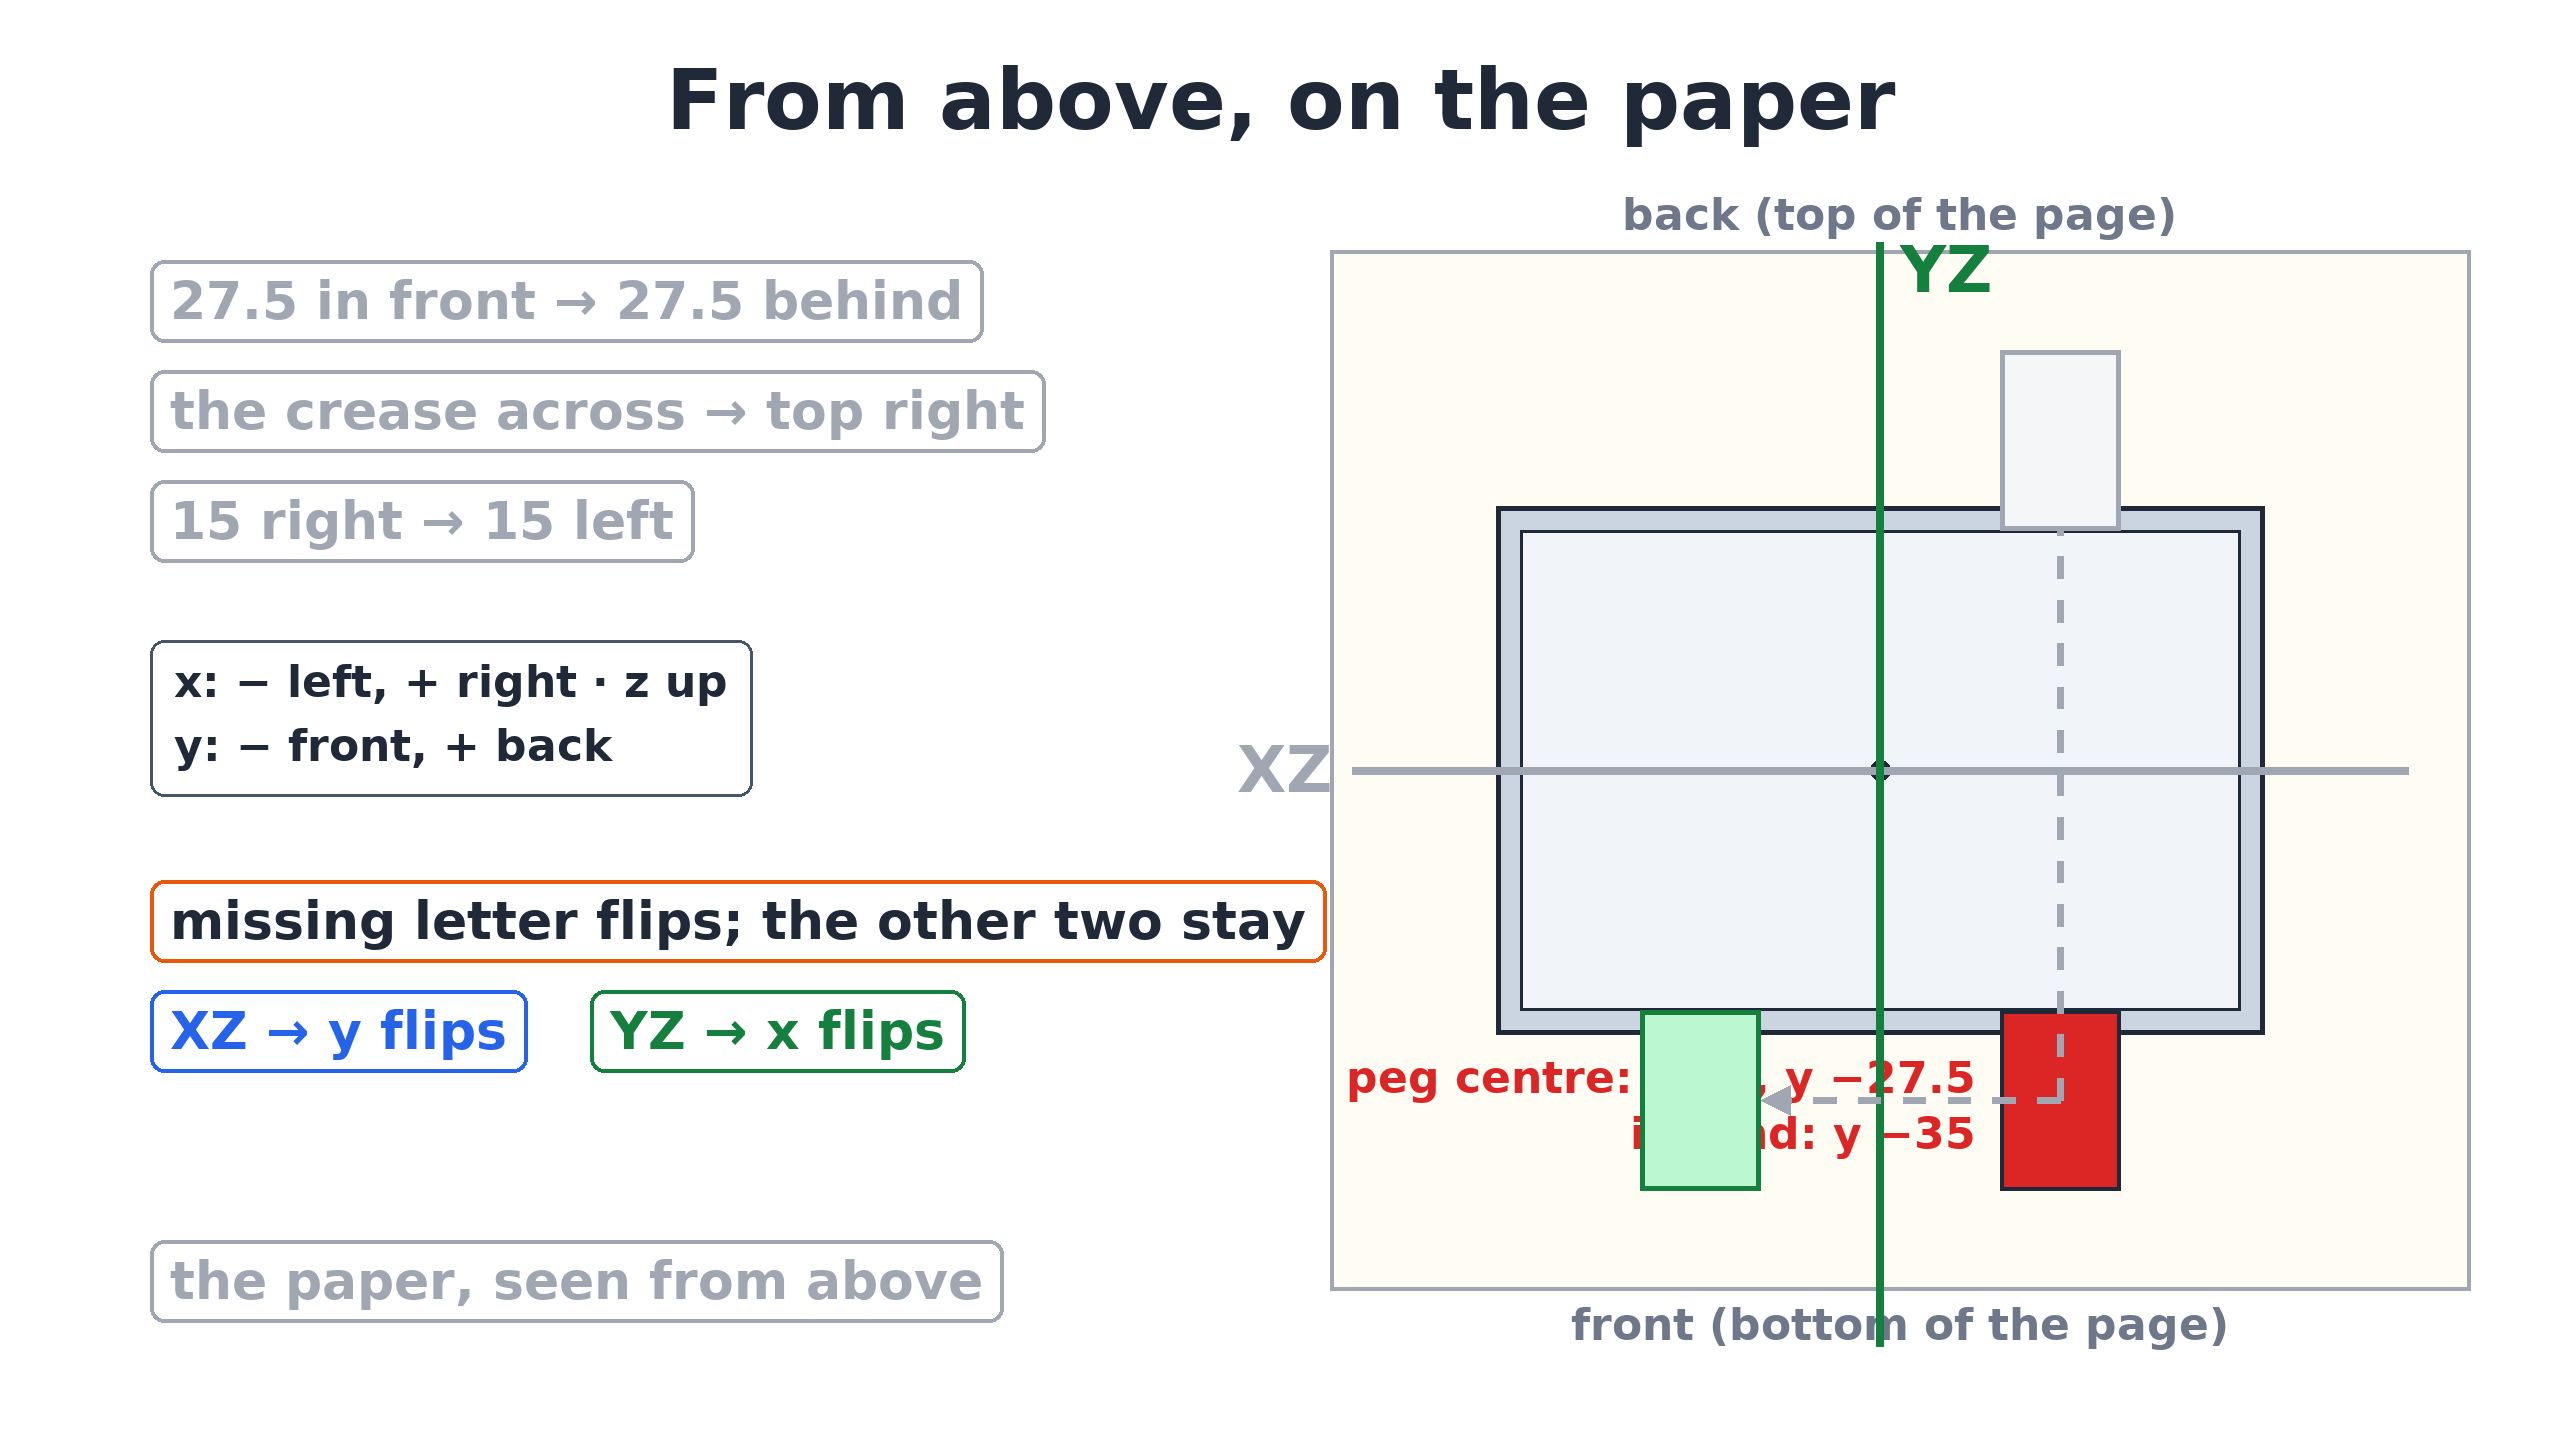 From above, on the paper
back (top of the page)
YZ
27.5 in front → 27.5 behind
the crease across → top right
15 right → 15 left
x: − left, + right · z up
y: − front, + back
XZ
missing letter flips; the other two stay
XZ → y flips
YZ → x flips
peg centre: , y −27.5
: y −35
the paper, seen from above
front (bottom of the page)